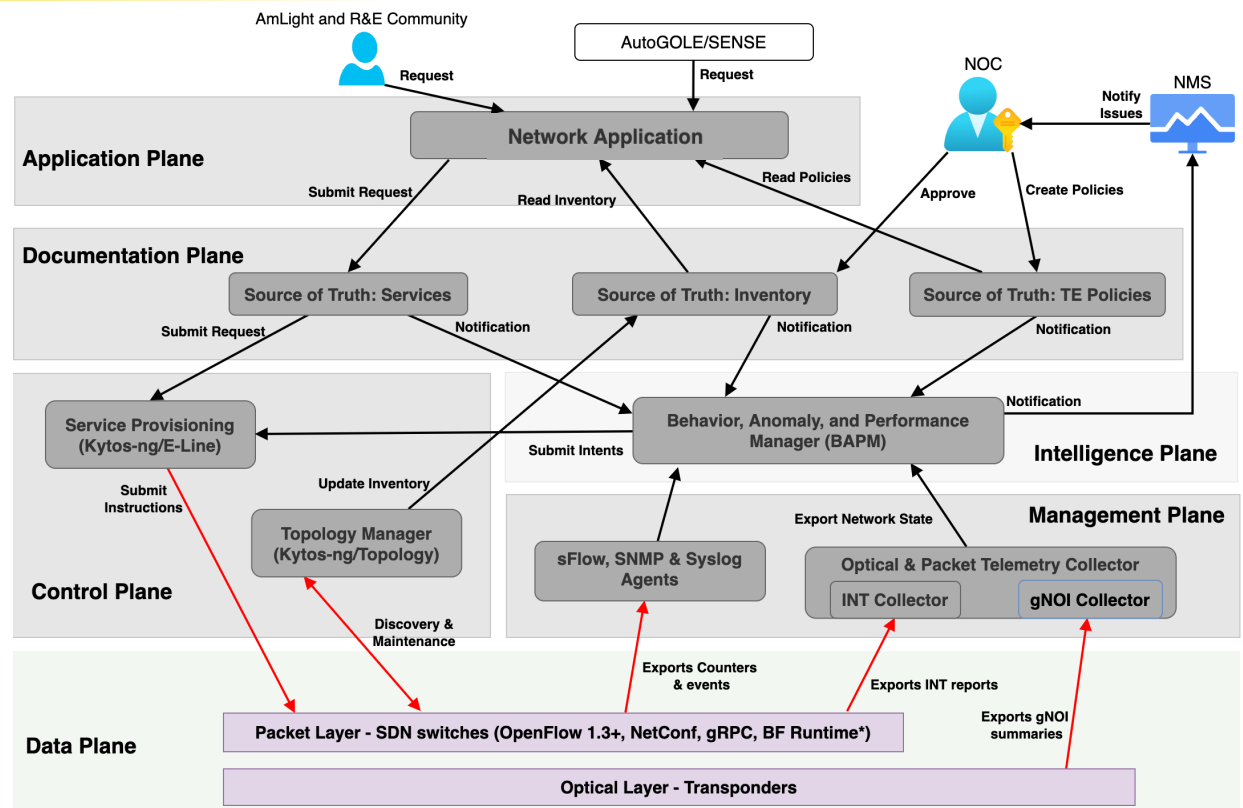 AmLight and R&E Community
AutoGOLE/SENSE
Request
Request
NOC
NMS
Notify
Issues
Application Plane
Network Application
Submit Request
Read Inventory
Read Policies
Approve
Create Policies
Documentation Plane
Source of Truth: Services
Source of Truth: Inventory
Source of Truth: TE Policies
Submit Request
Notification
Notification
Notification
Service Provisioning
(Kytos-ng/E-Line)
Behavior, Anomaly, and Performance
Manager (BAPM)
Notification
Submit Intents
Intelligence Plane
Submit
Instructions
Update Inventory
Topology Manager
(Kytos-ng/Topology)
Control Plane
Export Network State
Management Plane
sFlow, SNMP & Syslog
Agents
Optical & Packet Telemetry Collector
INT Collector
gNOI Collector
Discovery &
Maintenance
Exports Counters
& events
Exports INT reports
Exports gNOI
summaries
Data Plane
Packet Layer - SDN switches (OpenFlow 1.3+, NetConf, gRPC, BF Runtime*)
Optical Layer - Transponders